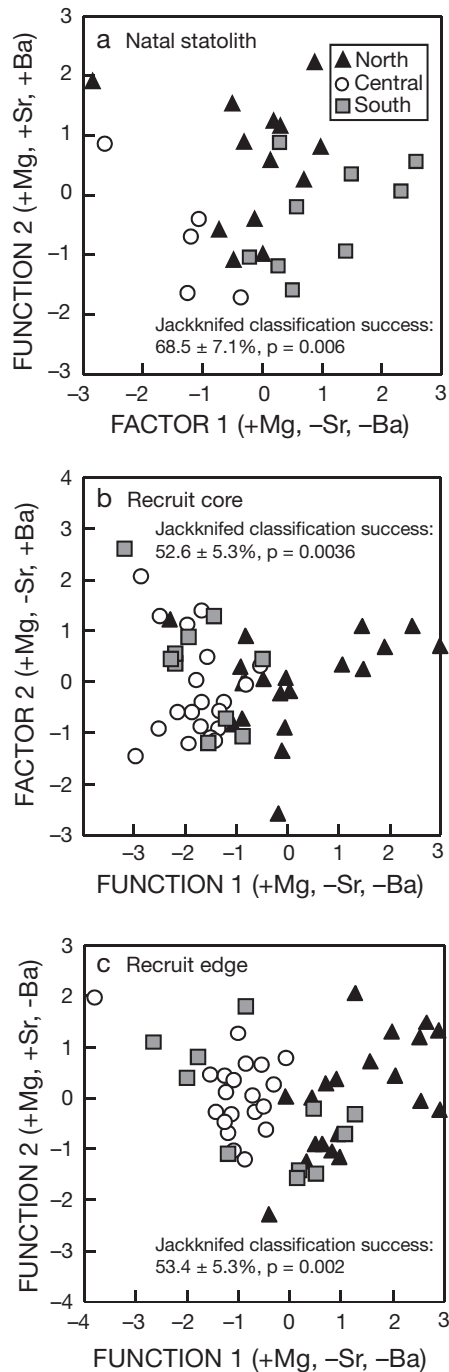 a Natal statolith
North
Central
South
3
2
1
0
–1
–2
–3
FUNCTION 2 (+Mg, +Sr, +Ba)
Jackknifed classification success:
68.5 ± 7.1%, p = 0.006
–3 –2 –1 0 1 2 3
FACTOR 1 (+Mg, –Sr, –Ba)
b Recruit core
Jackknifed classification success:
52.6 ± 5.3%, p = 0.0036
4
3
2
1
0
–1
–2
–3
FACTOR 2 (+Mg, -Sr, +Ba)
–3 –2 –1 0 1 2 3
FUNCTION 1 (+Mg, –Sr, –Ba)
c Recruit edge
3
2
1
0
–1
–2
–3
–4
FUNCTION 2 (+Mg, +Sr, -Ba)
Jackknifed classification success:
53.4 ± 5.3%, p = 0.002
–4 –3 –2 –1 0 1 2 3
FUNCTION 1 (+Mg, –Sr, –Ba)